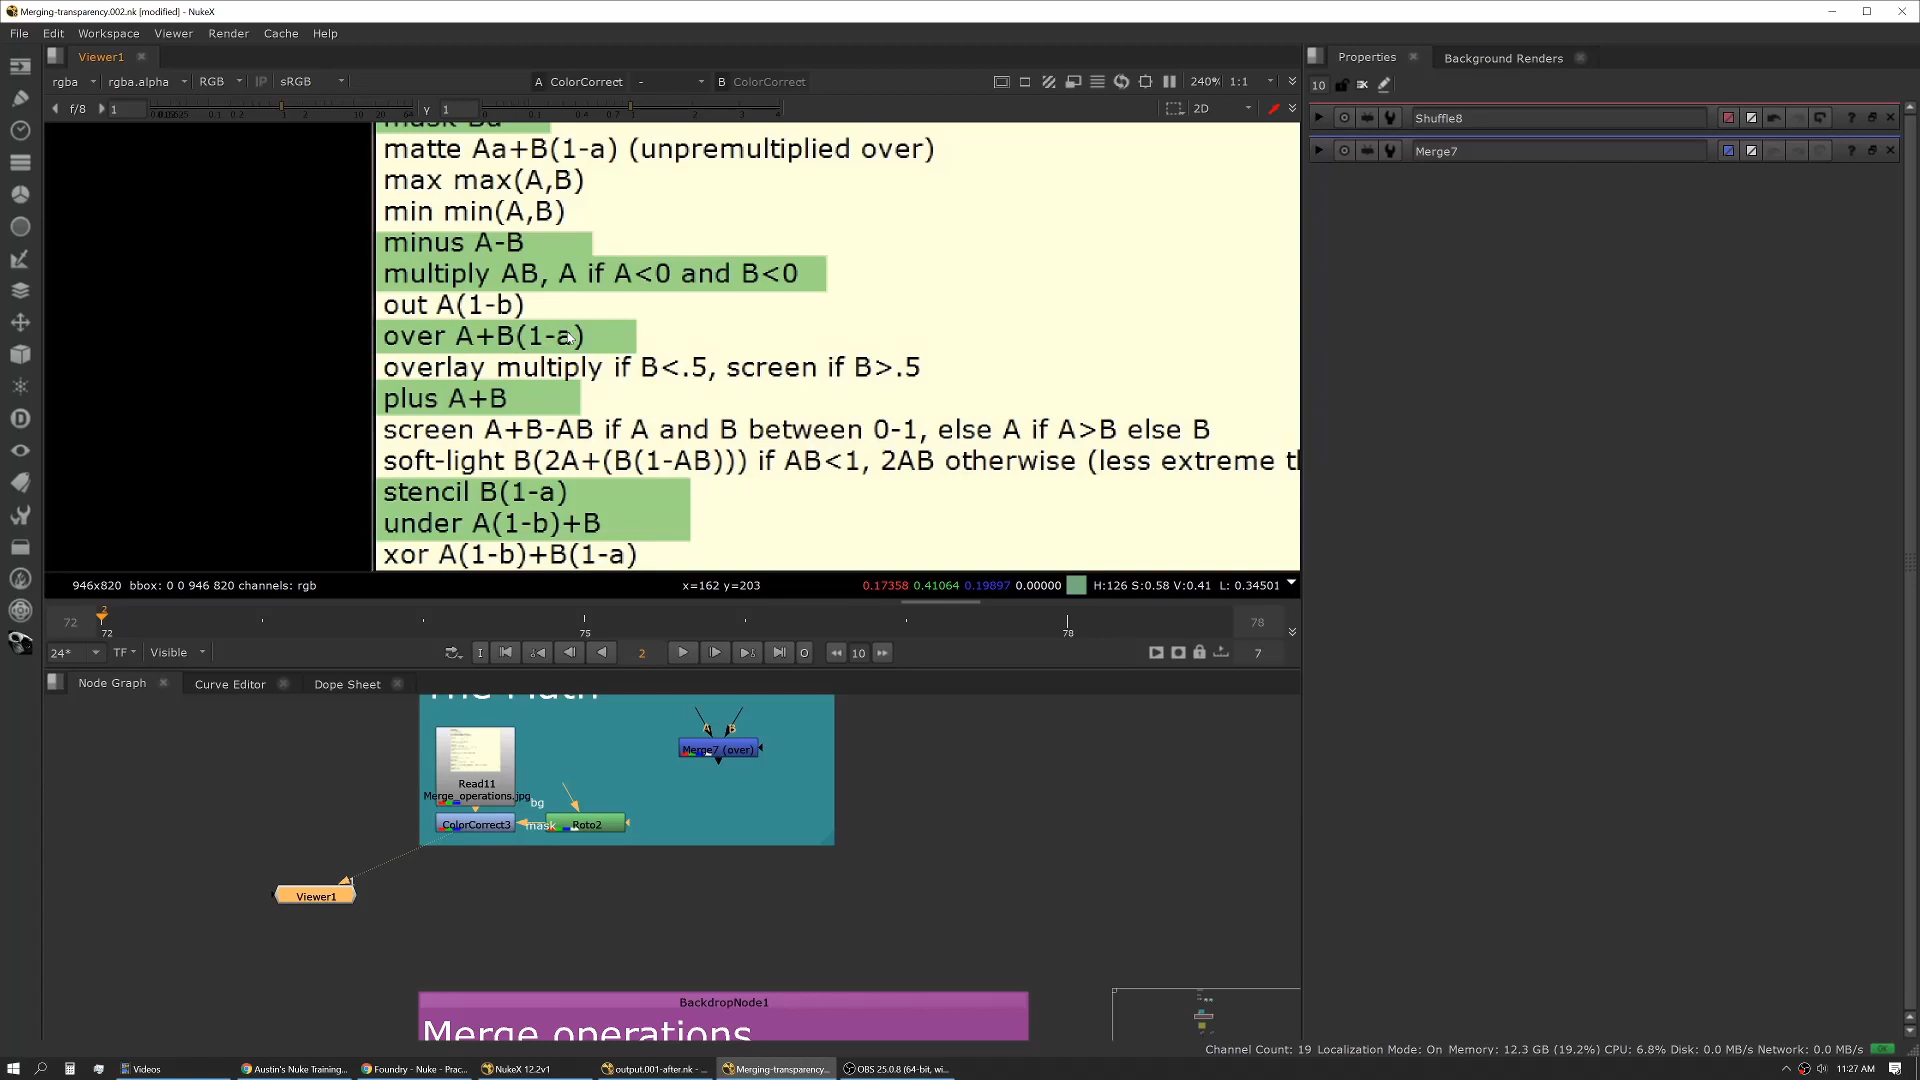 Merging-transparency.002.nk [modified] - NukeX
File Edit Workspace Viewer Render Cache Help
Viewer1
rgba rgba.alpha RGB IP sRGB A ColorCorrect - B ColorCorrect 240% 1:1
f/8 1 Y 1 2D
matte Aa+B(1-a) (unpremultiplied over)
max max(A,B)
min min(A,B)
minus A-B
multiply AB, A if A<0 and B<0
out A(1-b)
over A+B(1-a)
overlay multiply if B<.5, screen if B>.5
plus A+B
screen A+B-AB if A and B between 0-1, else A if A>B else B
soft-light B(2A+(B(1-AB))) if AB<1, 2AB otherwise (less extreme
stencil B(1-a)
under A(1-b)+B
xor A(1-b)+B(1-a)
946x820 bbox: 0 0 946 820 channels: rgb x=162 y=203 0.17358 0.41064 0.19897 0.00000 H:126 S:0.58 V:0.41 L: 0.34501
72 2 72 75 78 78
24* TF Visible I 2 O 10 7
Node Graph Curve Editor Dope Sheet
The Math
A B
Merge7 (over)
Read11
Merge_operations.jpg
bg
ColorCorrect3 mask Roto2
1
Viewer1
BackdropNode1
Merge operations
Properties Background Renders
10
Shuffle8
Merge7
Channel Count: 19 Localization Mode: On Memory: 12.3 GB (19.2%) CPU: 6.8% Disk: 0.0 MB/s Network: 0.0 MB/s
Videos Austin's Nuke Training... Foundry - Nuke - Prac... NukeX 12.2v1 output.001-after.nk - ... Merging-transparency... OBS 25.0.8 (64-bit, wi... 11:27 AM